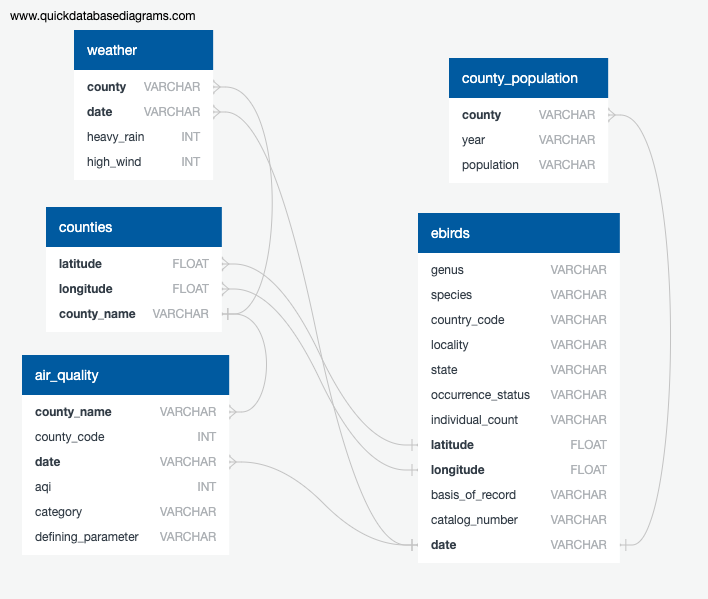 www.quickdatabasediagrams.com
weather
county VARCHAR
date VARCHAR
heavy_rain INT
high_wind INT
county_population
county VARCHAR
year VARCHAR
population VARCHAR
counties
latitude FLOAT
longitude FLOAT
county_name VARCHAR
ebirds
genus VARCHAR
species VARCHAR
country_code VARCHAR
locality VARCHAR
state VARCHAR
occurrence_status VARCHAR
individual_count VARCHAR
latitude FLOAT
longitude FLOAT
basis_of_record VARCHAR
catalog_number VARCHAR
date VARCHAR
air_quality
county_name VARCHAR
county_code INT
date VARCHAR
aqi INT
category VARCHAR
defining_parameter VARCHAR